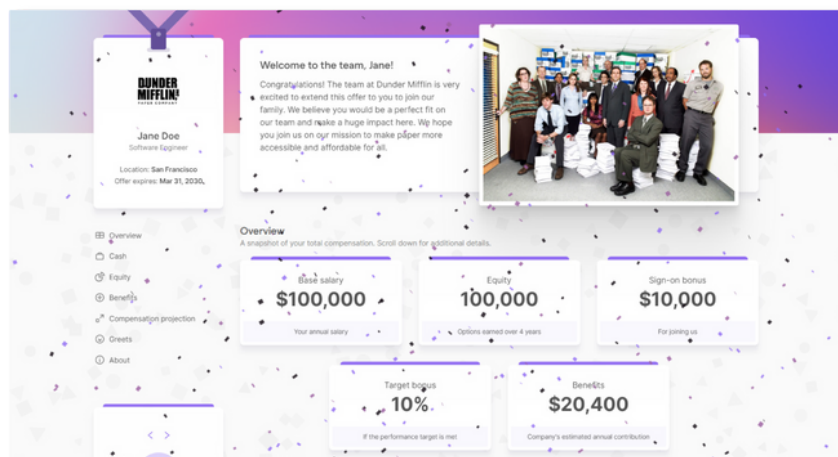 DUNDER
MIFFLIN
PAPER COMPANY
Jane Doe
Software Engineer
Location: San Francisco
Offer expires: Mar 31, 2030
Welcome to the team, Jane!
Congratulations! The team at Dunder Mifflin is very
excited to extend this offer to you to join our
family. We believe you would be a perfect fit on
our team and make a huge impact here. We hope
you join us on our mission to make paper more
accessible and affordable for all.
Overview
Cash
Equity
Benefits
Compensation projection
Greets
About
Overview
A snapshot of your total compensation. Scroll down for additional details.
Base salary
$100,000
Your annual salary
Equity
100,000
Options earned over 4 years
Sign-on bonus
$10,000
For joining us
Target bonus
10%
If the performance target is met
Benefits
$20,400
Company's estimated annual contribution